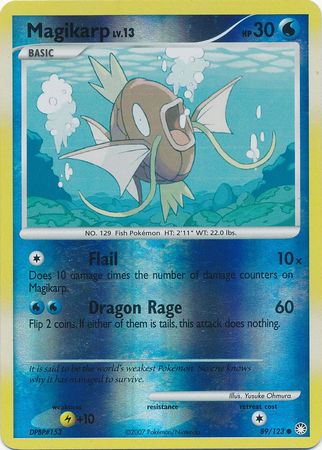 Magikarp LV.13 HP 30
BASIC
NO. 129 Fish Pokémon HT: 2'11" WT: 22.0 lbs.
Flail 10×
Does 10 damage times the number of damage counters on
Magikarp.
Dragon Rage 60
Flip 2 coins. If either of them is tails, this attack does nothing.
It is said to be the world's weakest Pokémon. No one knows
why it has managed to survive.
Illus. Yusuke Ohmura
weakness resistance retreat cost
+10
DPBP#153 ©2007 Pokémon/Nintendo 89/123